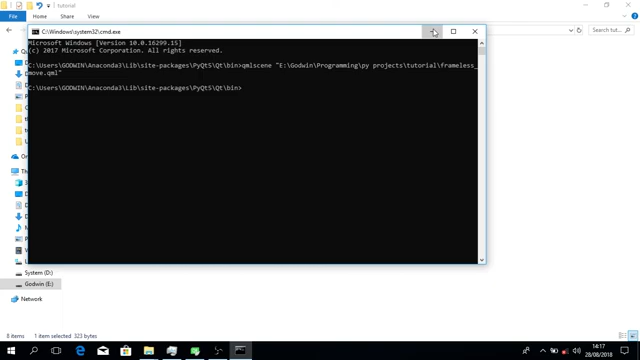 tutorial
File
Home
Share
View
C:\Windows\system32\cmd.exe
Microsoft Windows [Version 10.0.16299.15]
(c) 2017 Microsoft Corporation. All rights reserved.
C:\Users\GODWIN\Anaconda3\Lib\site-packages\PyQt5\Qt\bin>qmlscene "E:\Godwin\Programming\py projects\tutorial\frameless_
move.qml"
C:\Users\GODWIN\Anaconda3\Lib\site-packages\PyQt5\Qt\bin>
Search tut...
System (D:)
Godwin (E:)
Network
8 items
1 item selected
323 bytes
14:17
28/08/2018